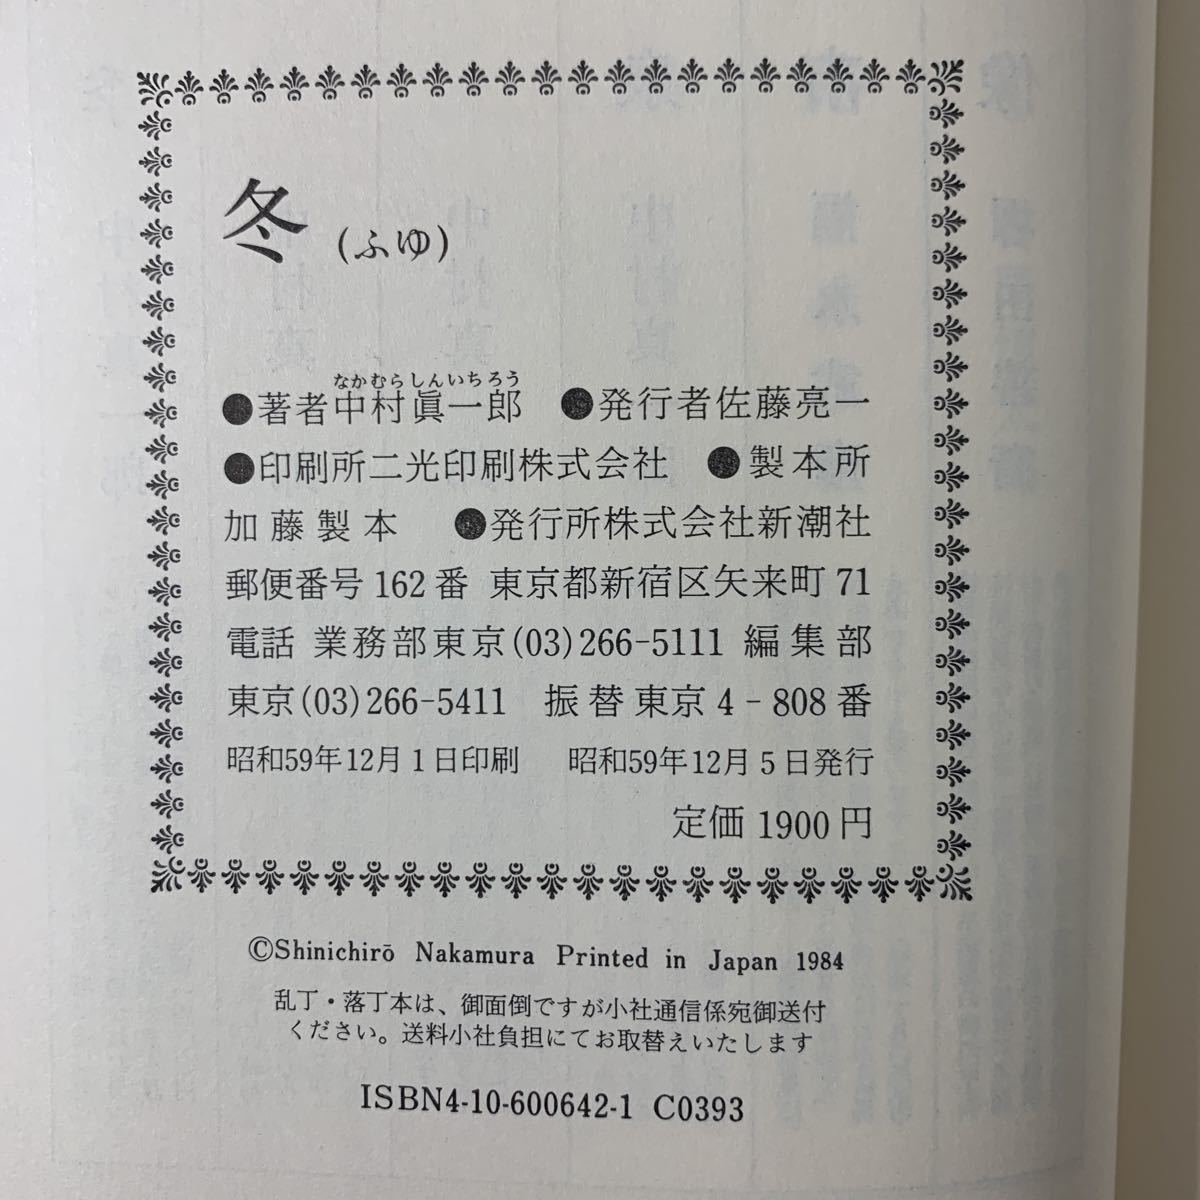 冬 (ふゆ)
なかむらしんいちろう
●著者中村眞一郎 ●発行者佐藤亮一
●印刷所二光印刷株式会社 ●製本所
加藤製本 ●発行所株式会社新潮社
郵便番号162番 東京都新宿区矢来町71
電話 業務部東京(03)266-5111 編集部
東京(03)266-5411 振替東京4-808番
昭和59年12月1日印刷 昭和59年12月5日発行
定価1900円
©Shinichirō Nakamura Printed in Japan 1984
乱丁・落丁本は、御面倒ですが小社通信係宛御送付
ください。送料小社負担にてお取替えいたします
ISBN4-10-600642-1 C0393